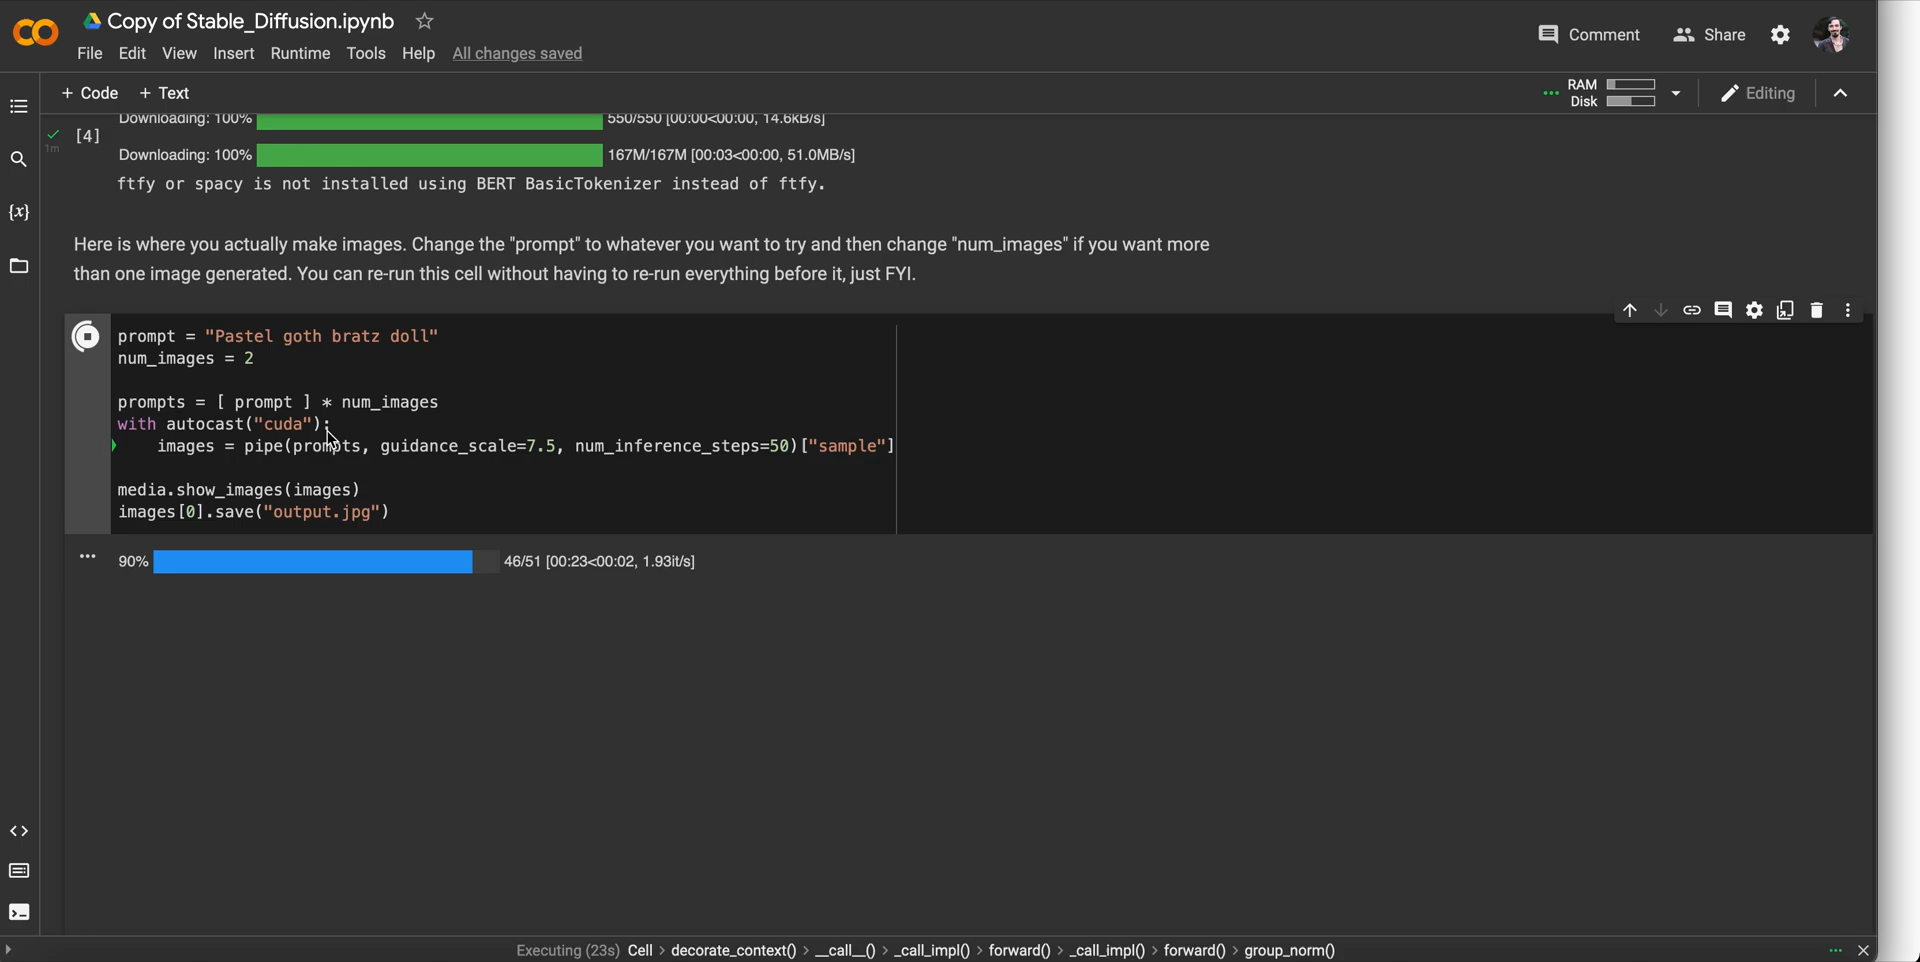 Copy of Stable_Diffusion.ipynb
File Edit View Insert Runtime Tools Help All changes saved
Comment Share
+ Code + Text
RAM
Disk
Editing
Downloading: 100% 550/550 [00:00<00:00, 14.6kB/s]
[4]
1m
Downloading: 100% 167M/167M [00:03<00:00, 51.0MB/s]
ftfy or spacy is not installed using BERT BasicTokenizer instead of ftfy.
Here is where you actually make images. Change the "prompt" to whatever you want to try and then change "num_images" if you want more
than one image generated. You can re-run this cell without having to re-run everything before it, just FYI.
prompt = "Pastel goth bratz doll"
num_images = 2
prompts = [ prompt ] * num_images
with autocast("cuda"):
images = pipe(prompts, guidance_scale=7.5, num_inference_steps=50)["sample"]
media.show_images(images)
images[0].save("output.jpg")
90% 46/51 [00:23<00:02, 1.93it/s]
Executing (23s) Cell > decorate_context() > __call__() > _call_impl() > forward() > _call_impl() > forward() > group_norm()